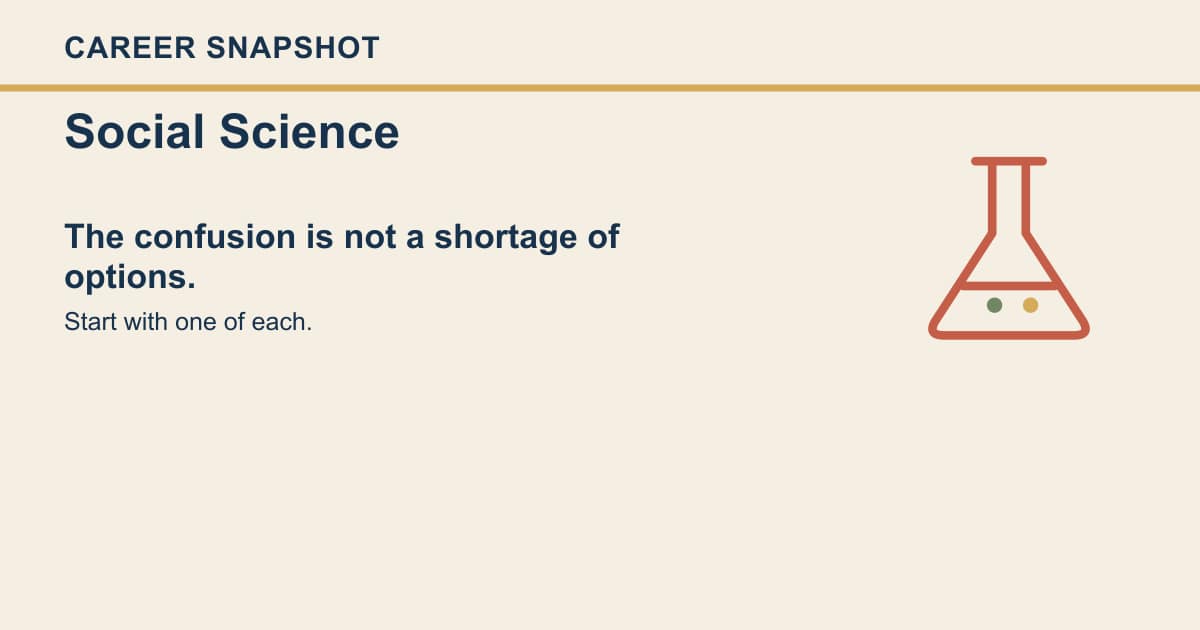 CAREER SNAPSHOT
Social Science
The confusion is not a shortage of
options.
Start with one of each.